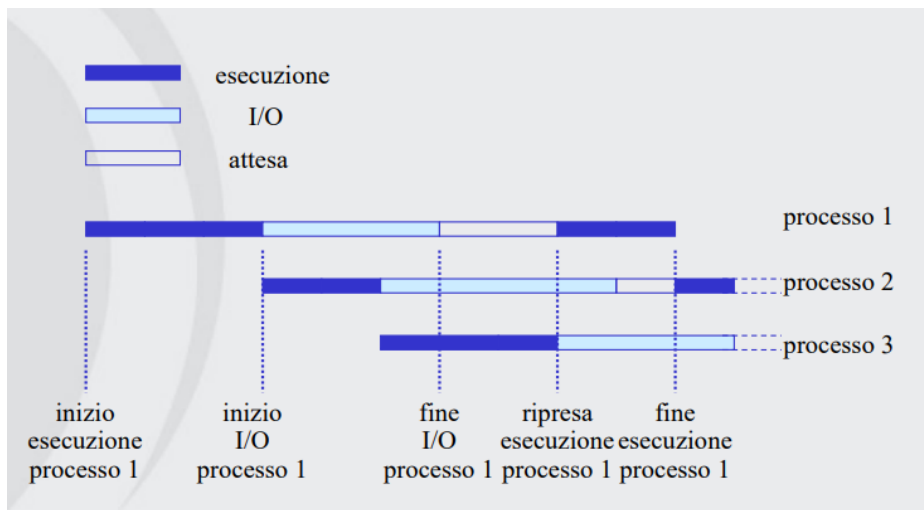 esecuzione
I/O
attesa
processo 1
processo 2
processo 3
inizio
esecuzione
processo 1
inizio
I/O
processo 1
fine
I/O
processo 1
ripresa
esecuzione
processo 1
fine
esecuzione
processo 1